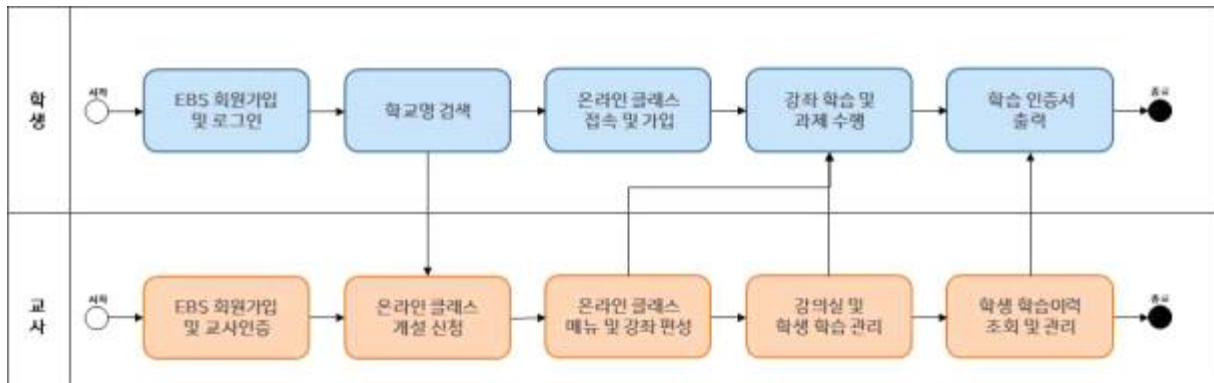 학
생
시작
EBS 회원가입
및 로그인
학교명 검색
온라인 클래스
접속 및 가입
강좌 학습 및
과제 수행
학습 인증서
출력
종료
교
사
시작
EBS 회원가입
및 교사인증
온라인 클래스
개설 신청
온라인 클래스
메뉴 및 강좌 편성
강의실 및
학생 학습 관리
학생 학습이력
조회 및 관리
종료